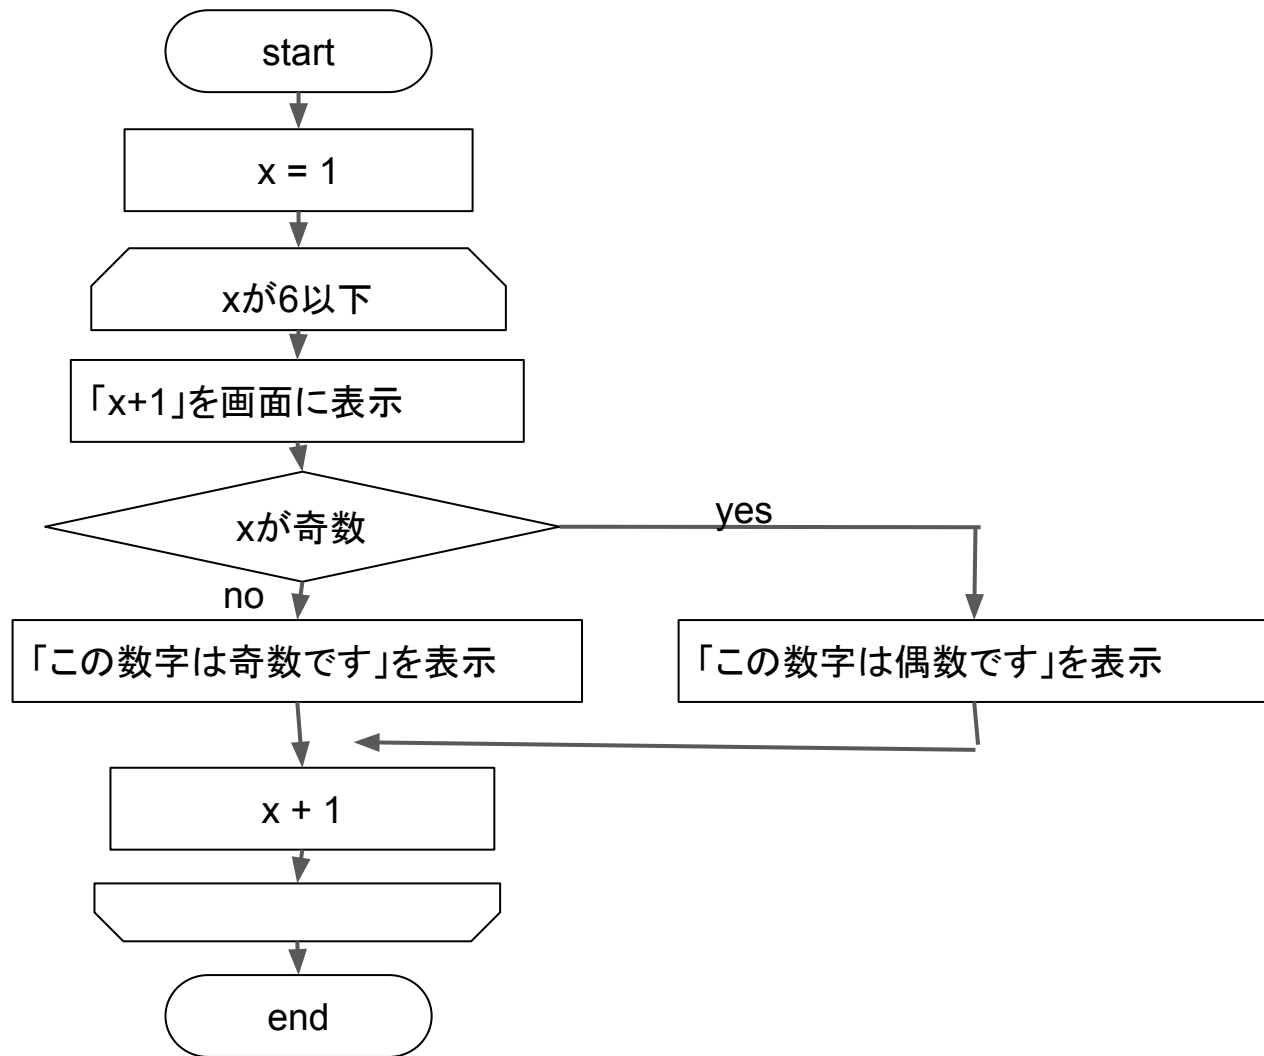 start
x = 1
xが6以下
「x+1」を画面に表示
xが奇数
yes
no
「この数字は奇数です」を表示
「この数字は偶数です」を表示
x + 1
end